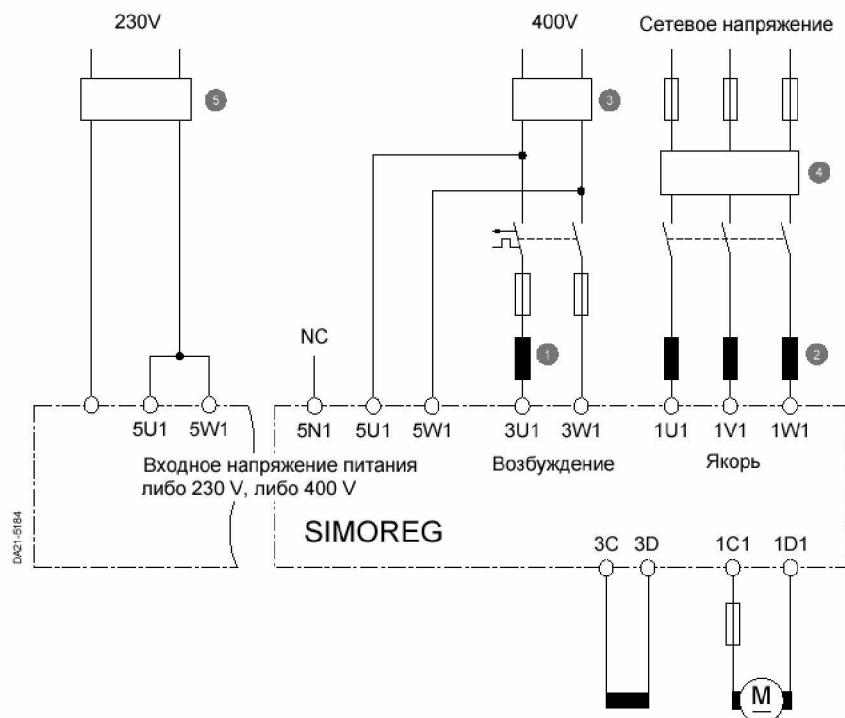 230V
400V
Сетевое напряжение
5
3
4
NC
1
2
5U1
5W1
5N1
5U1
5W1
3U1
3W1
1U1
1V1
1W1
Входное напряжение питания
либо 230 V, либо 400 V
Возбуждение
Якорь
DA21-5184
SIMOREG
3C
3D
1C1
1D1
M